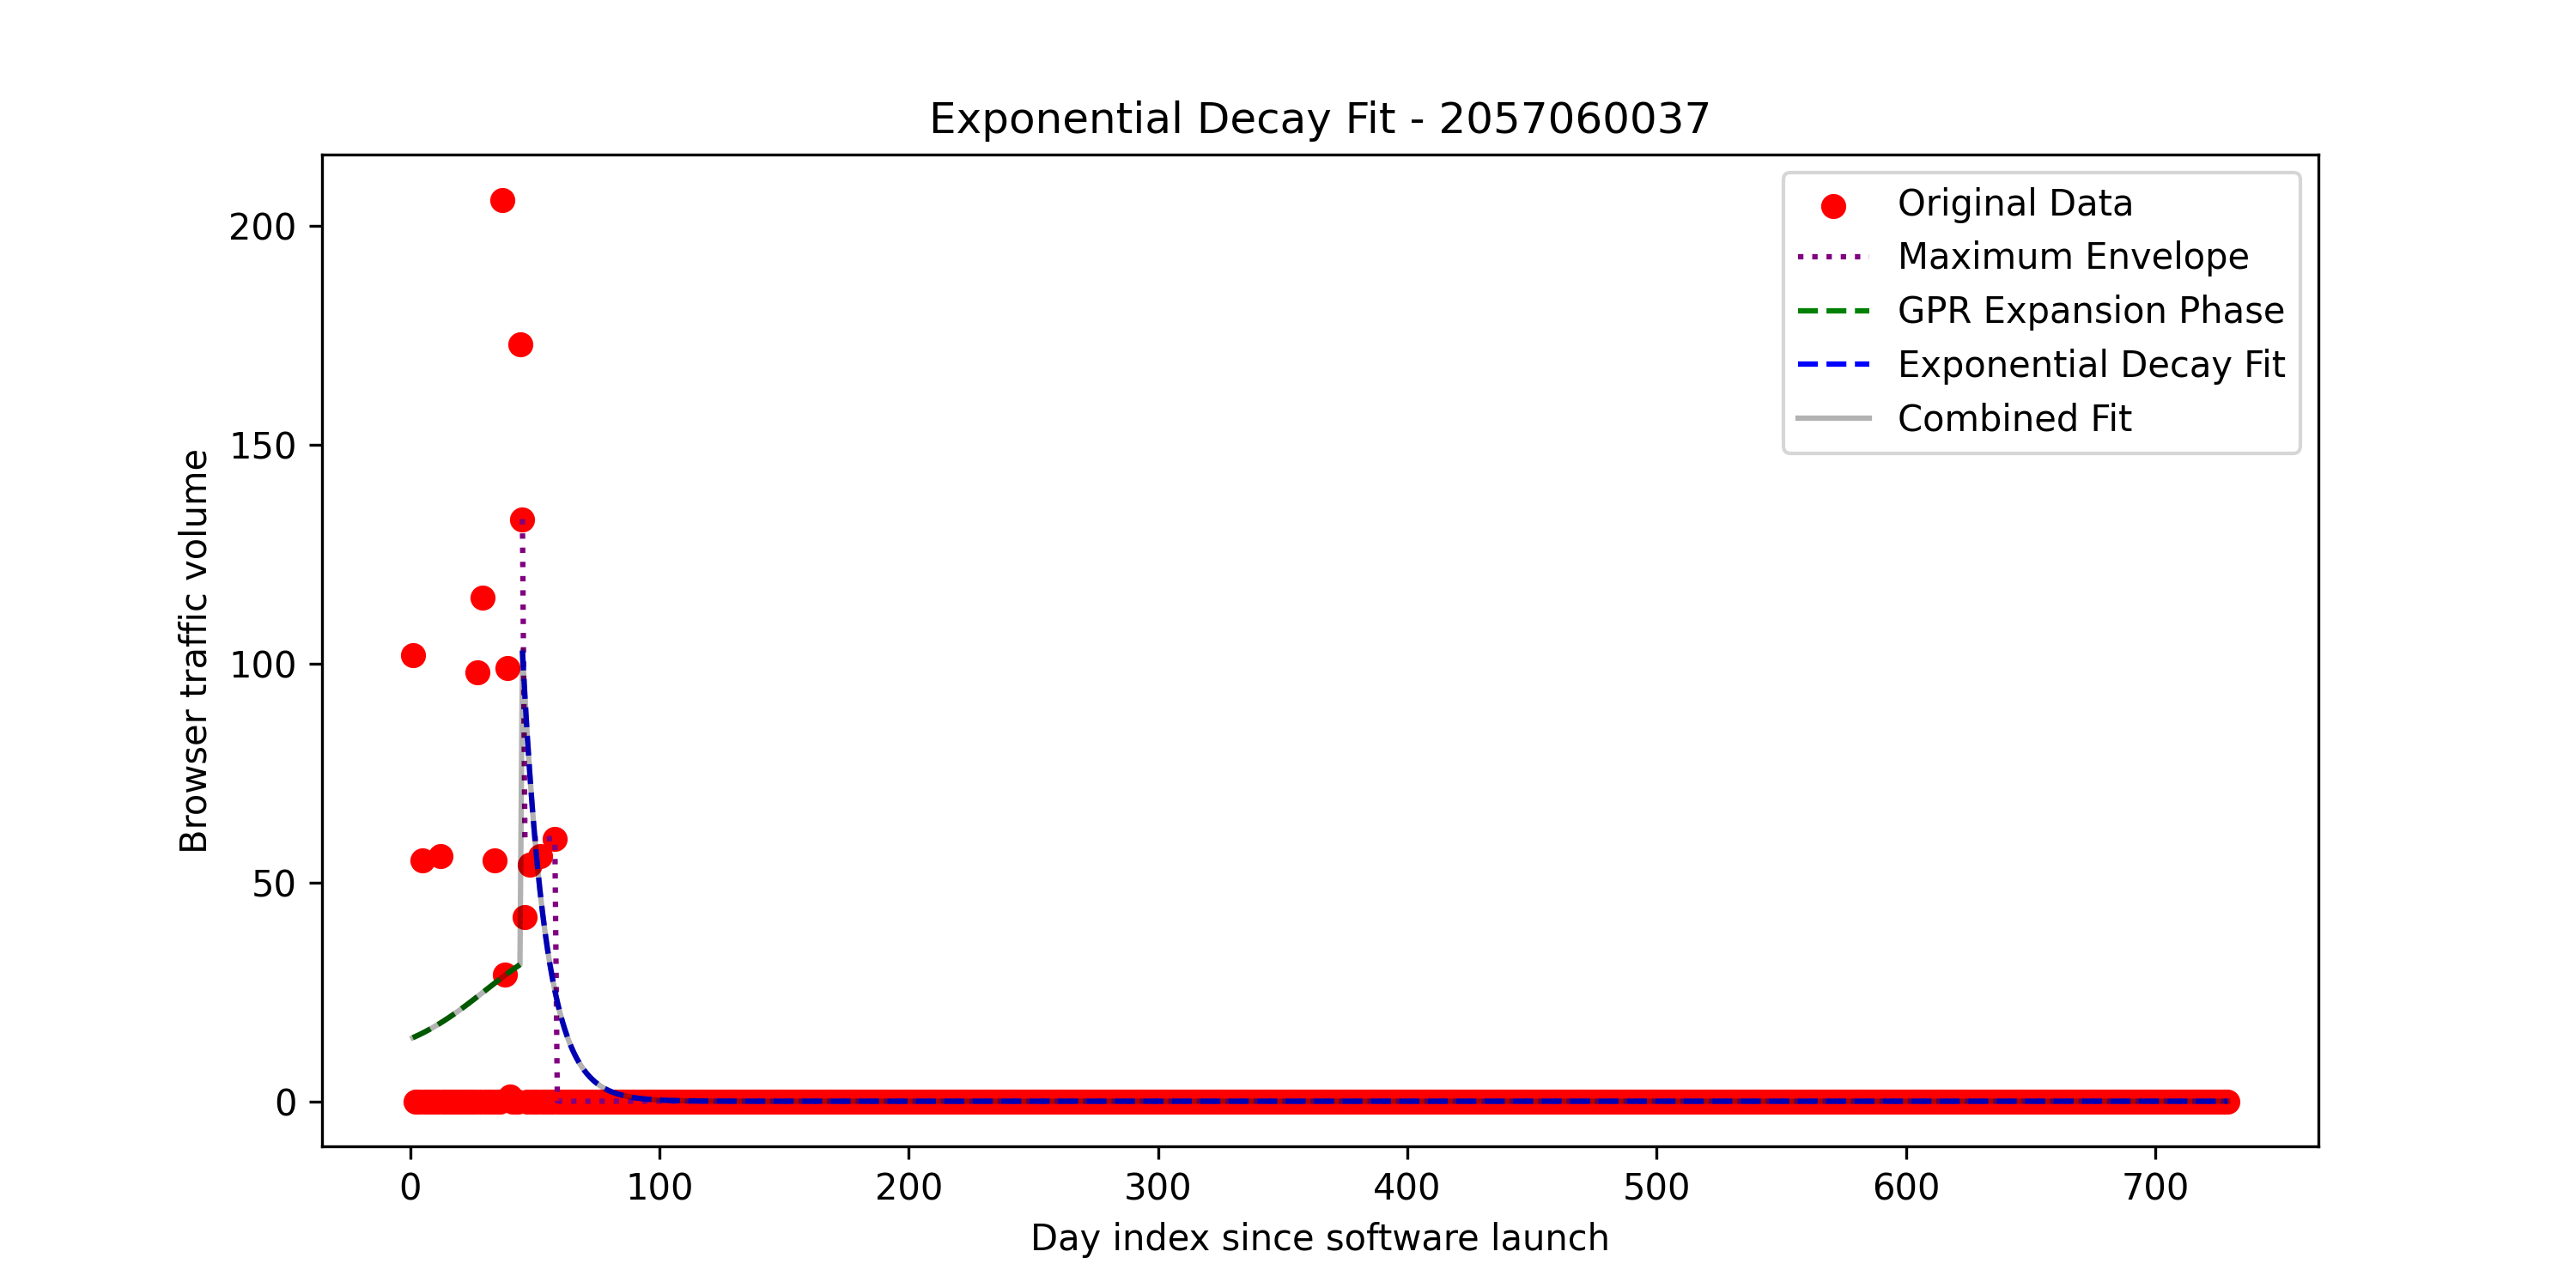 Exponential Decay Fit - 2057060037
Original Data
Maximum Envelope
GPR Expansion Phase
Exponential Decay Fit
Combined Fit
Browser traffic volume
200
150
100
50
0
0 100 200 300 400 500 600 700
Day index since software launch